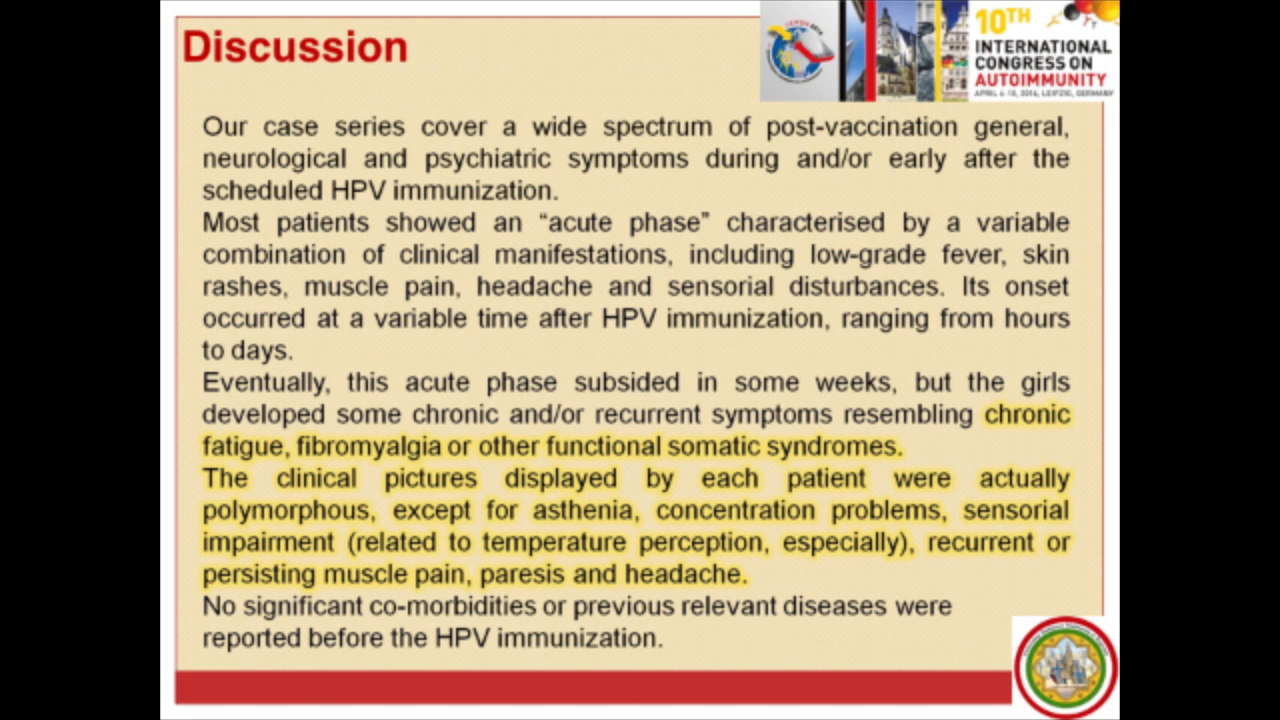 Discussion
10TH
INTERNATIONAL
CONGRESS ON
AUTOIMMUNITY
APRIL 6-10, 2016, LEIPZIG, GERMANY
Our case series cover a wide spectrum of post-vaccination general,
neurological and psychiatric symptoms during and/or early after the
scheduled HPV immunization.
Most patients showed an “acute phase” characterised by a variable
combination of clinical manifestations, including low-grade fever, skin
rashes, muscle pain, headache and sensorial disturbances. Its onset
occurred at a variable time after HPV immunization, ranging from hours
to days.
Eventually, this acute phase subsided in some weeks, but the girls
developed some chronic and/or recurrent symptoms resembling chronic
fatigue, fibromyalgia or other functional somatic syndromes.
The clinical pictures displayed by each patient were actually
polymorphous, except for asthenia, concentration problems, sensorial
impairment (related to temperature perception, especially), recurrent or
persisting muscle pain, paresis and headache.
No significant co-morbidities or previous relevant diseases were
reported before the HPV immunization.